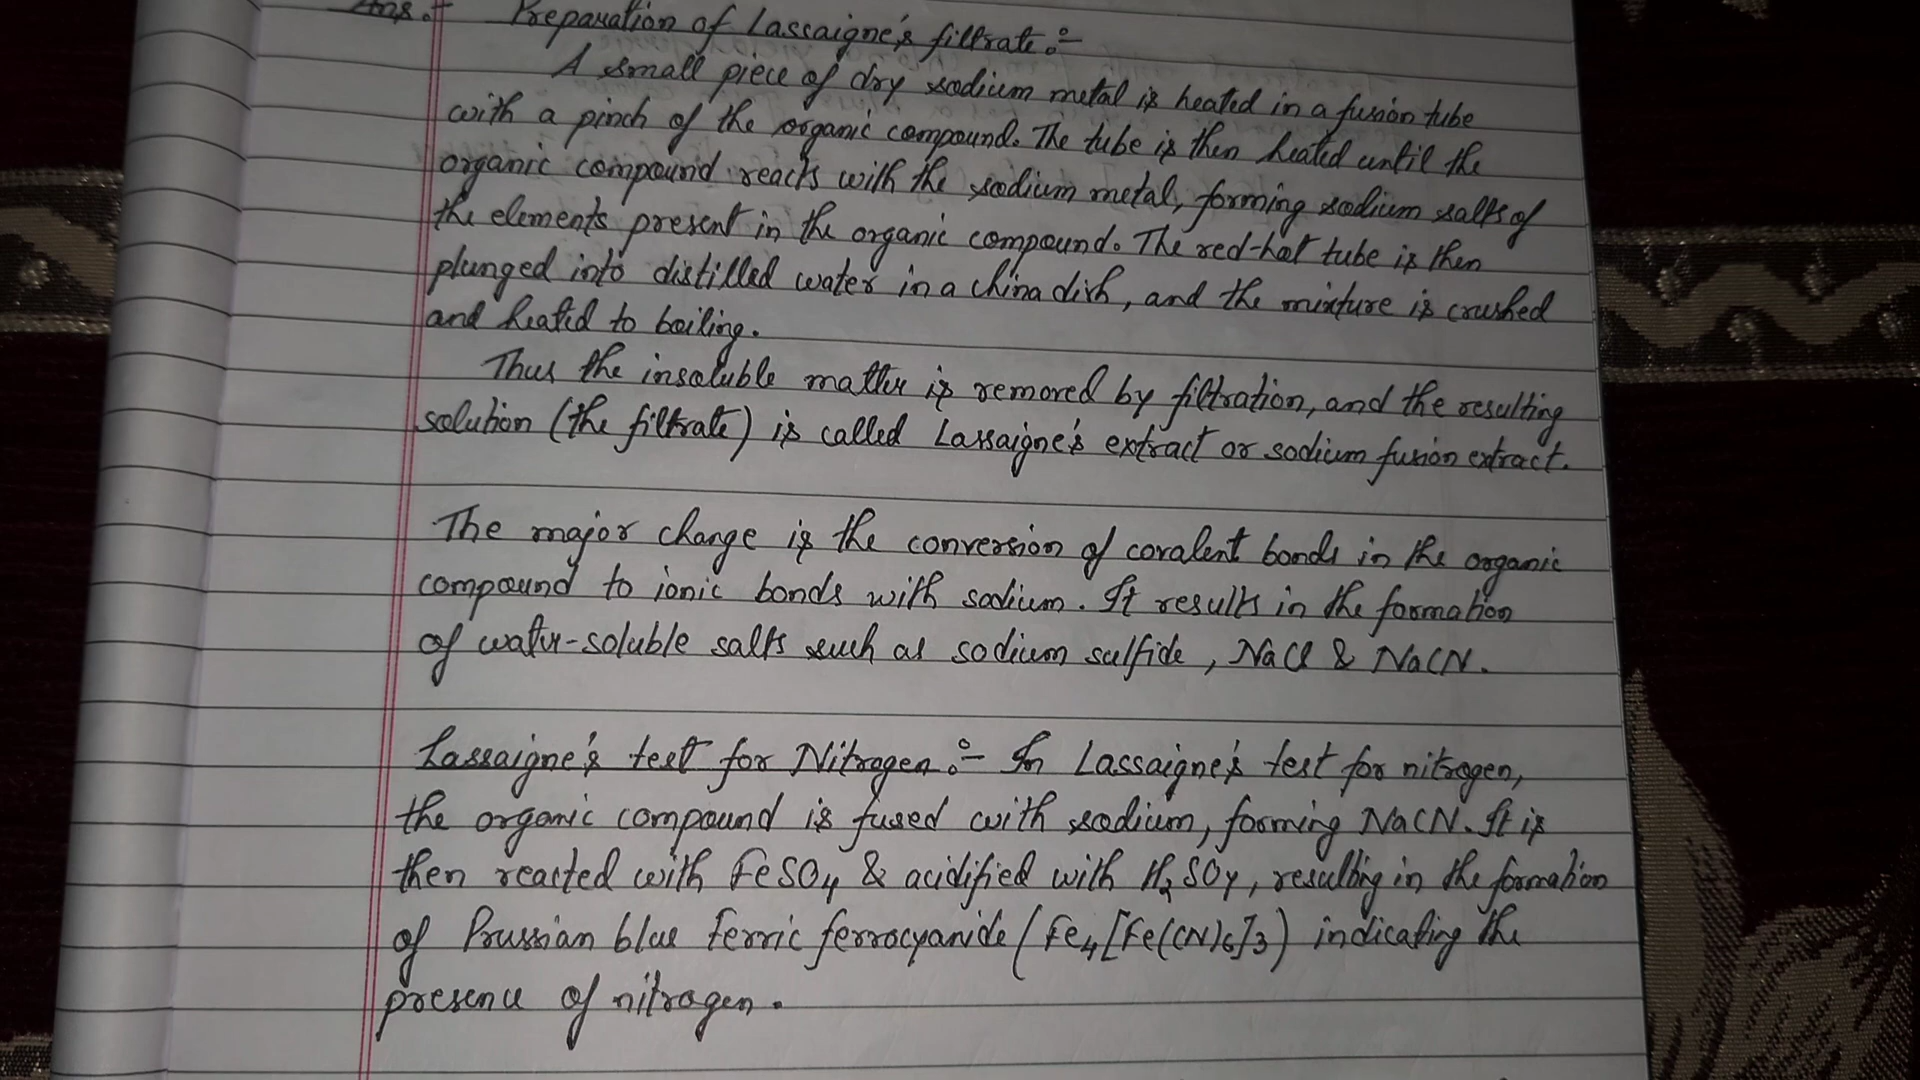 Ans. Preparation of Lassaigne's filtrate :-
A small piece of dry sodium metal is heated in a fusion tube
with a pinch of the organic compound. The tube is then heated until the
organic compound reacts with the sodium metal, forming sodium salts of
the elements present in the organic compound. The red-hot tube is then
plunged into distilled water in a china dish, and the mixture is crushed
and heated to boiling.
Thus the insoluble matter is removed by filtration, and the resulting
solution (the filtrate) is called Lassaigne's extract or sodium fusion extract.
The major change is the conversion of covalent bonds in the organic
compound to ionic bonds with sodium. It results in the formation
of water-soluble salts such as sodium sulfide, NaCl & NaCN.
Lassaigne's test for Nitrogen :- In Lassaigne's test for nitrogen,
the organic compound is fused with sodium, forming NaCN. It is
then reacted with FeSO4 & acidified with H2SO4, resulting in the formation
of Prussian blue ferric ferrocyanide (Fe4[Fe(CN)6]3) indicating the
presence of nitrogen.